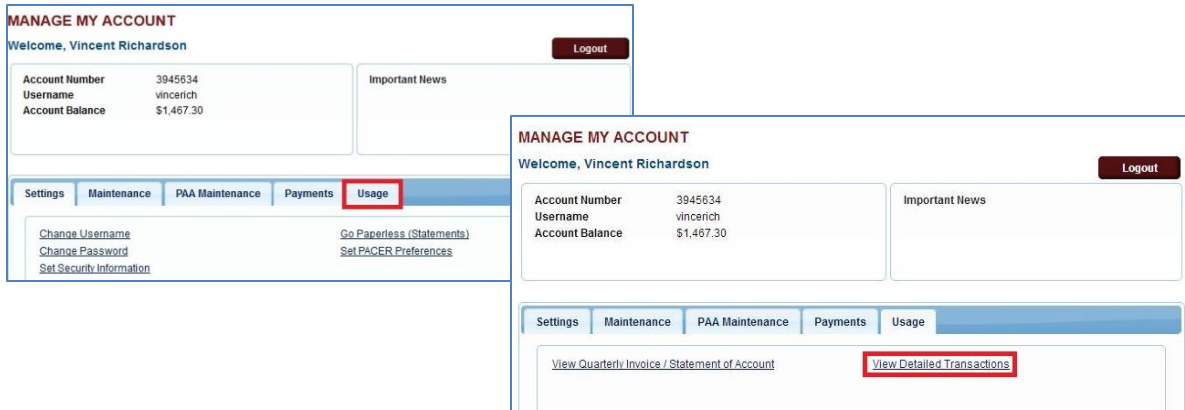 MANAGE MY ACCOUNT
Welcome, Vincent Richardson
Logout
Account Number 3945634
Username vincerich
Account Balance $1,467.30
Important News
Settings Maintenance PAA Maintenance Payments Usage
Change Username Go Paperless (Statements)
Change Password Set PACER Preferences
Set Security Information
MANAGE MY ACCOUNT
Welcome, Vincent Richardson
Logout
Account Number 3945634
Username vincerich
Account Balance $1,467.30
Important News
Settings Maintenance PAA Maintenance Payments Usage
View Quarterly Invoice / Statement of Account View Detailed Transactions